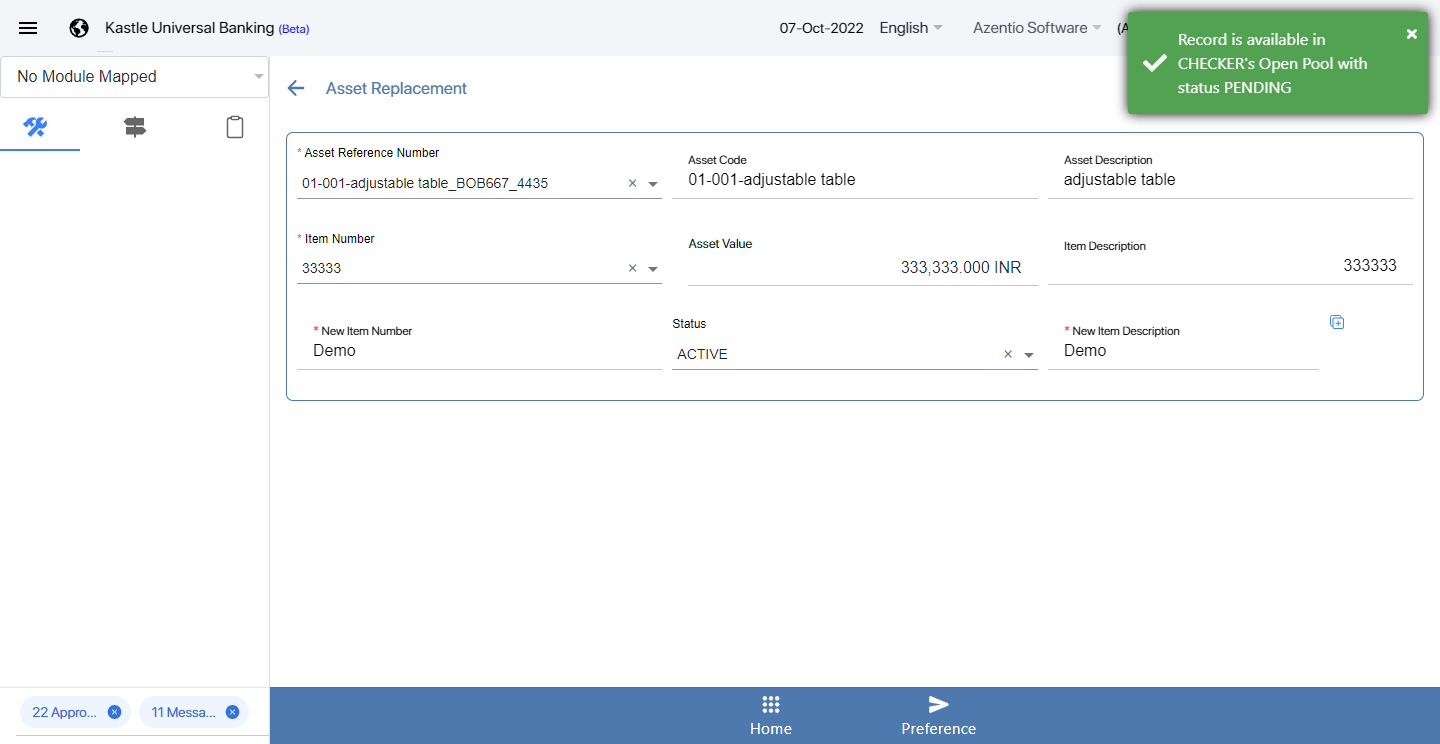 Kastle Universal Banking (Beta)
07-Oct-2022
English
Azentio Software
Record is available in
CHECKER's Open Pool with
status PENDING
No Module Mapped
Asset Replacement
* Asset Reference Number
01-001-adjustable table_BOB667_4435
Asset Code
01-001-adjustable table
Asset Description
adjustable table
* Item Number
33333
Asset Value
333,333.000 INR
Item Description
333333
* New Item Number
Demo
Status
ACTIVE
* New Item Description
Demo
22 Appro...
11 Messa...
Home
Preference